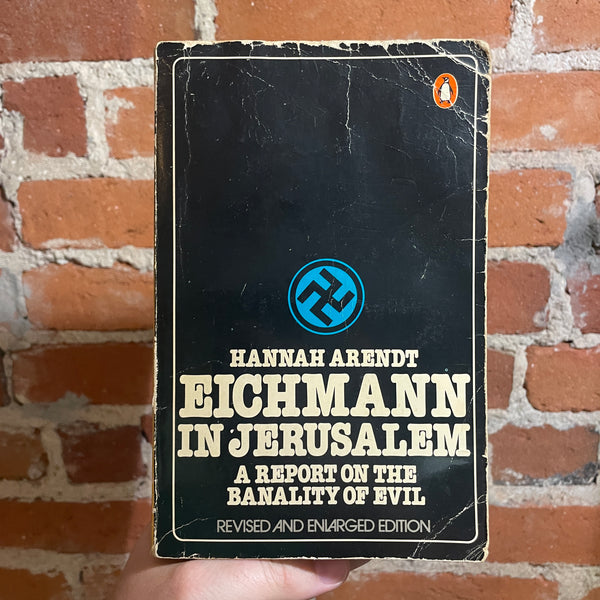 HANNAH ARENDT
EICHMANN
IN JERUSALEM
A REPORT ON THE
BANALITY OF EVIL
REVISED AND ENLARGED EDITION